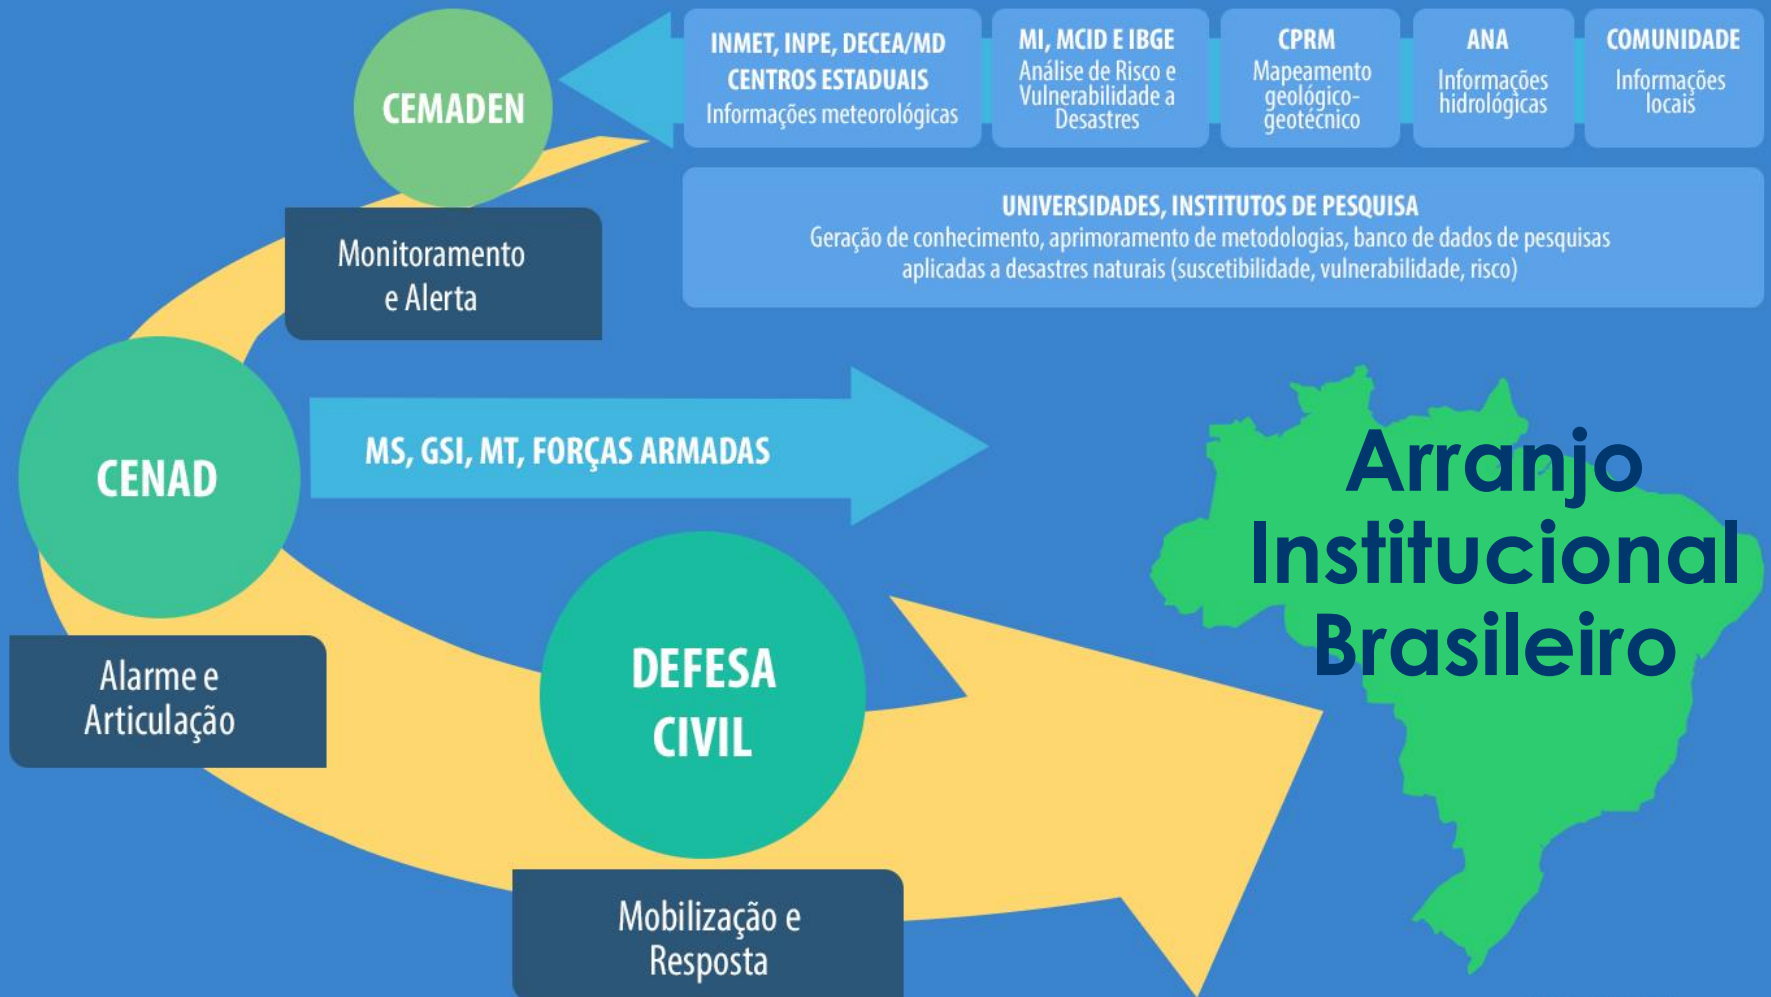 CEMADEN
INMET, INPE, DECEA/MD
CENTROS ESTADUAIS
Informações meteorológicas
MI, MCID E IBGE
Análise de Risco e
Vulnerabilidade a
Desastres
CPRM
Mapeamento
geológico-
geotécnico
ANA
Informações
hidrológicas
COMUNIDADE
Informações
locais
UNIVERSIDADES, INSTITUTOS DE PESQUISA
Geração de conhecimento, aprimoramento de metodologias, banco de dados de pesquisas
aplicadas a desastres naturais (suscetibilidade, vulnerabilidade, risco)
Monitoramento
e Alerta
CENAD
MS, GSI, MT, FORÇAS ARMADAS
Arranjo
Institucional
Brasileiro
Alarme e
Articulação
DEFESA
CIVIL
Mobilização e
Resposta